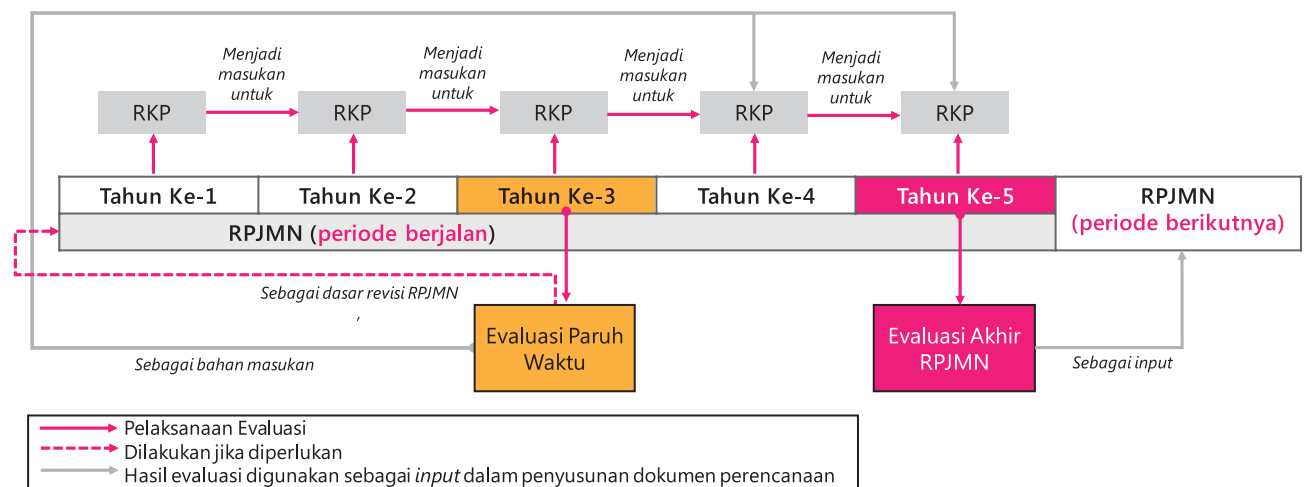 Menjadi
masukan
untuk
Menjadi
masukan
untuk
Menjadi
masukan
untuk
Menjadi
masukan
untuk
RKP
RKP
RKP
RKP
RKP
Tahun Ke-1
Tahun Ke-2
Tahun Ke-3
Tahun Ke-4
Tahun Ke-5
RPJMN
(periode berikutnya)
RPJMN (periode berjalan)
Sebagai dasar revisi RPJMN
,
Evaluasi Paruh
Waktu
Evaluasi Akhir
RPJMN
Sebagai bahan masukan
Sebagai input
Pelaksanaan Evaluasi
Dilakukan jika diperlukan
Hasil evaluasi digunakan sebagai input dalam penyusunan dokumen perencanaan